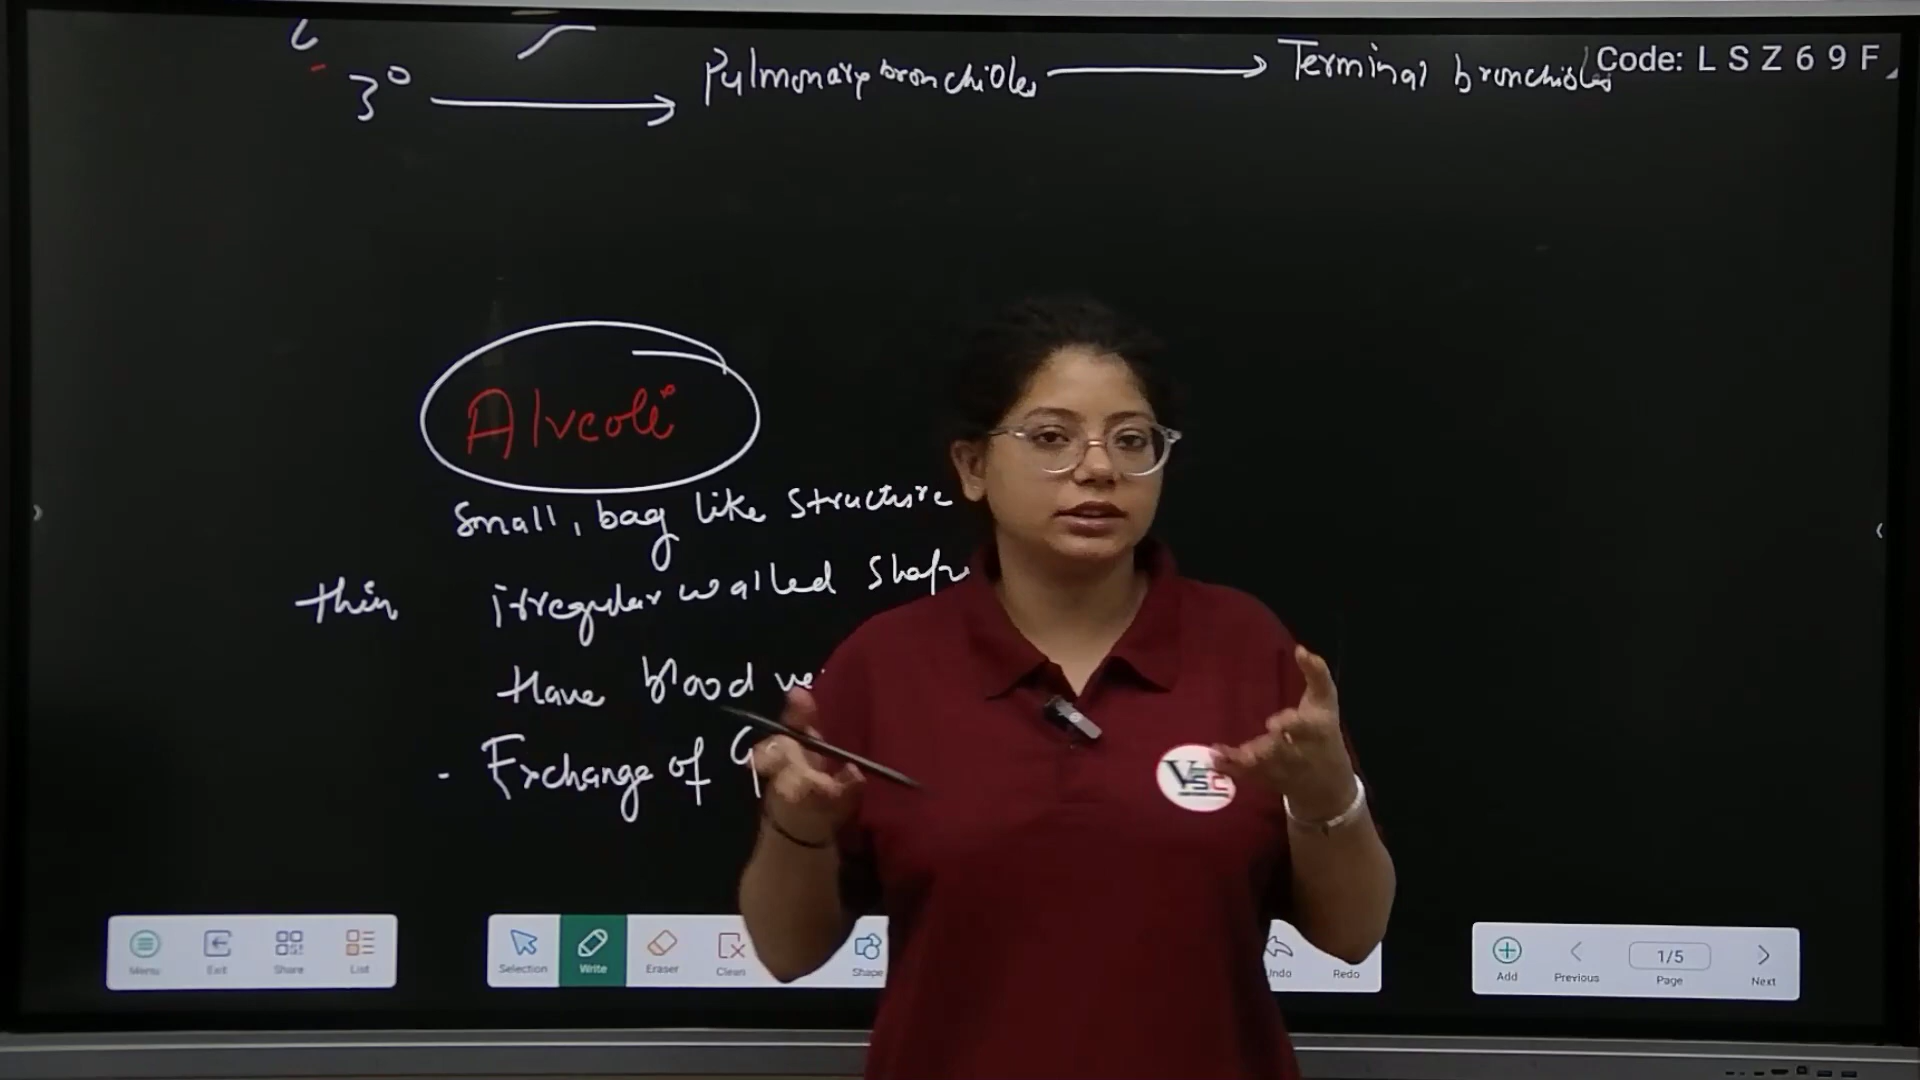 3° → Pulmonary bronchioles → Terminal bronchioles
Code: L S Z 6 9 F
Alveoli
Small, bag like structure
thin irregular walled Shape
Have blood ve
- Exchange of G
VSC
Menu Exit Share List
Selection Write Eraser Clean Shape Undo Redo
Add Previous 1/5 Page Next